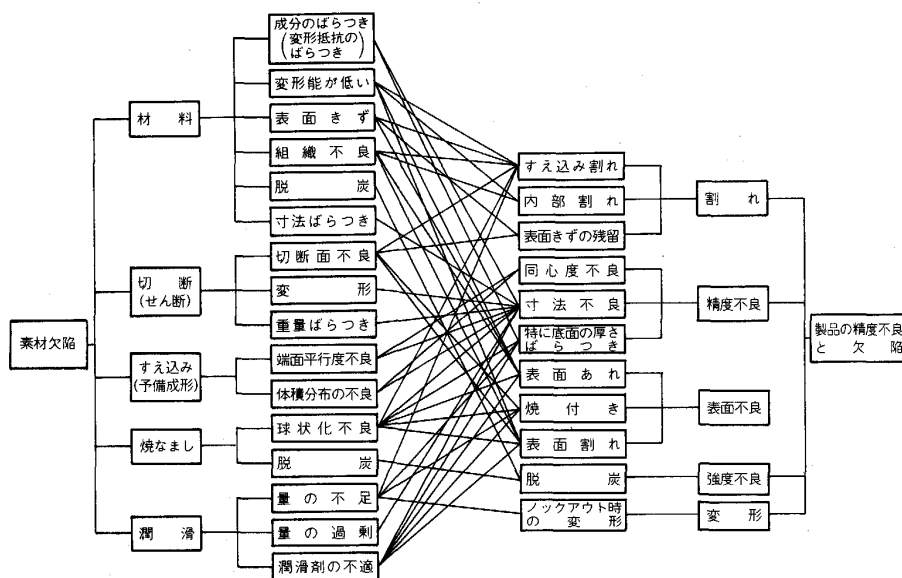 素材欠陥
材料
切断
(せん断)
すえ込み
(予備成形)
焼なまし
潤滑
成分のばらつき
(変形抵抗の
ばらつき)
変形能が低い
表面きず
組織不良
脱炭
寸法ばらつき
切断面不良
変形
重量ばらつき
端面平行度不良
体積分布の不良
球状化不良
脱炭
量の不足
量の過剰
潤滑剤の不適
すえ込み割れ
内部割れ
表面きずの残留
同心度不良
寸法不良
特に底面の厚さ
ばらつき
表面あれ
焼付き
表面割れ
脱炭
ノックアウト時
の変形
割れ
精度不良
表面不良
強度不良
変形
製品の精度不良
と欠陥